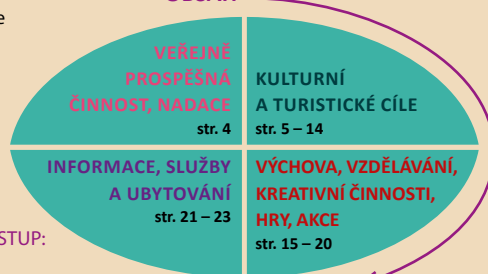 e
VEŘEJNĚ
PROSPĚŠNÁ
ČINNOST, NADACE
str. 4
KULTURNÍ
A TURISTICKÉ CÍLE
str. 5 – 14
INFORMACE, SLUŽBY
A UBYTOVÁNÍ
str. 21 – 23
VÝCHOVA, VZDĚLÁVÁNÍ,
KREATIVNÍ ČINNOSTI,
HRY, AKCE
str. 15 – 20
STUP: